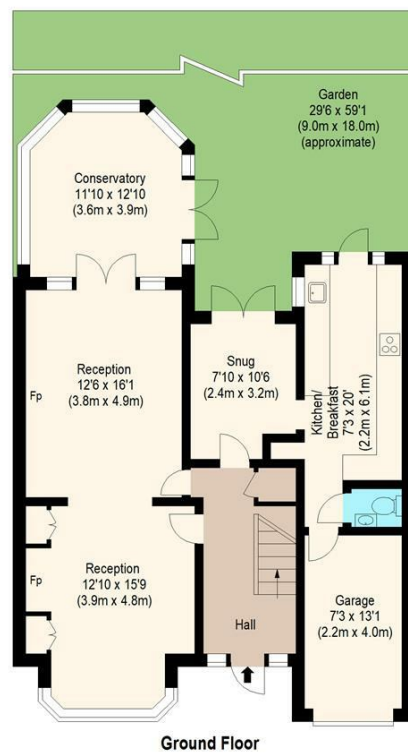 Garden
29'6 x 59'1
(9.0m x 18.0m)
(approximate)
Conservatory
11'10 x 12'10
(3.6m x 3.9m)
Reception
12'6 x 16'1
(3.8m x 4.9m)
Fp
Snug
7'10 x 10'6
(2.4m x 3.2m)
Kitchen/
Breakfast
7'3 x 20'
(2.2m x 6.1m)
Reception
12'10 x 15'9
(3.9m x 4.8m)
Fp
Hall
Garage
7'3 x 13'1
(2.2m x 4.0m)
Ground Floor